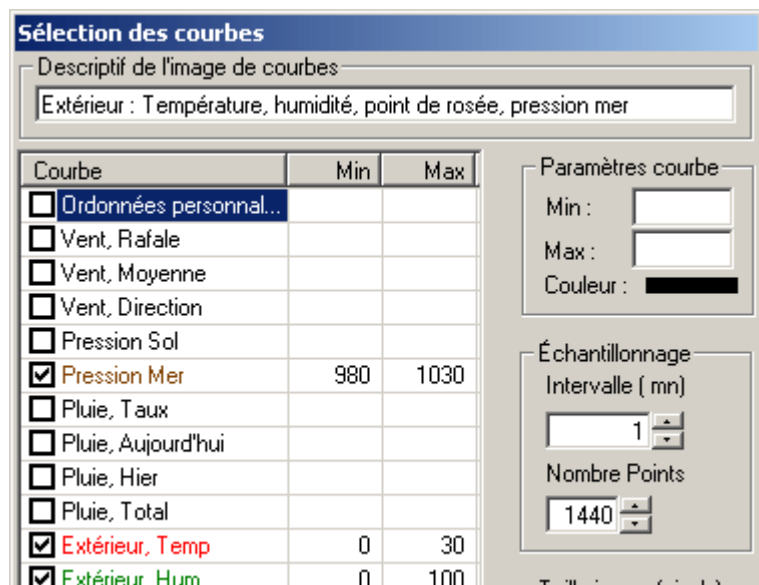 Sélection des courbes
Descriptif de l'image de courbes
Extérieur : Température, humidité, point de rosée, pression mer
Courbe Min Max
Ordonnées personnal...
Vent, Rafale
Vent, Moyenne
Vent, Direction
Pression Sol
Pression Mer 980 1030
Pluie, Taux
Pluie, Aujourd'hui
Pluie, Hier
Pluie, Total
Extérieur, Temp 0 30
Extérieur, Hum 0 100
Paramètres courbe
Min :
Max :
Couleur :
Échantillonnage
Intervalle ( mn)
1
Nombre Points
1440